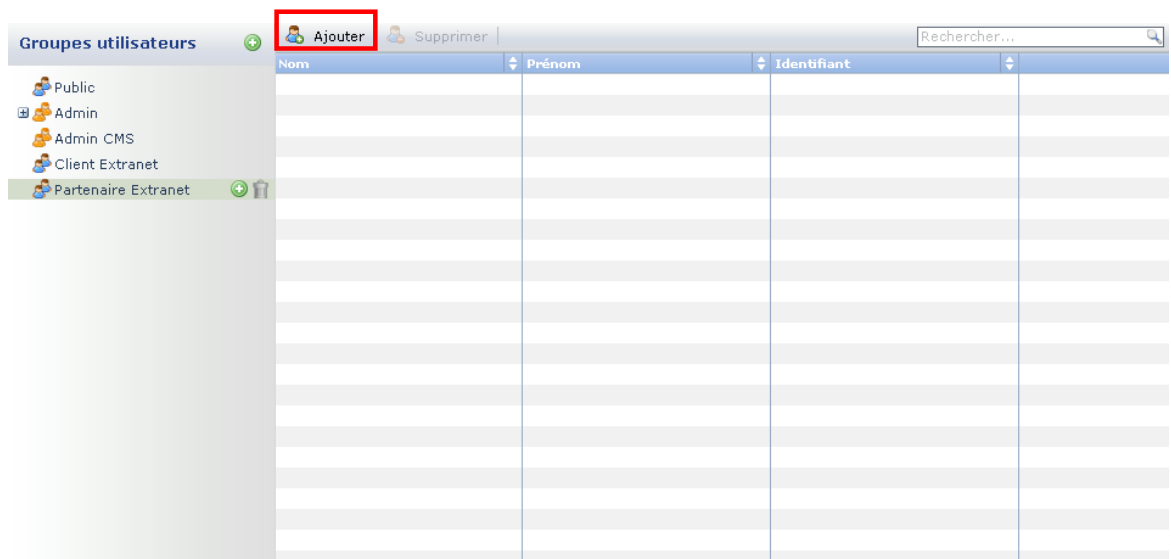 Groupes utilisateurs
Ajouter
Supprimer
Rechercher...
Nom
Prénom
Identifiant
Public
Admin
Admin CMS
Client Extranet
Partenaire Extranet